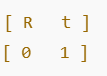 [ R t ]
[ 0 1 ]